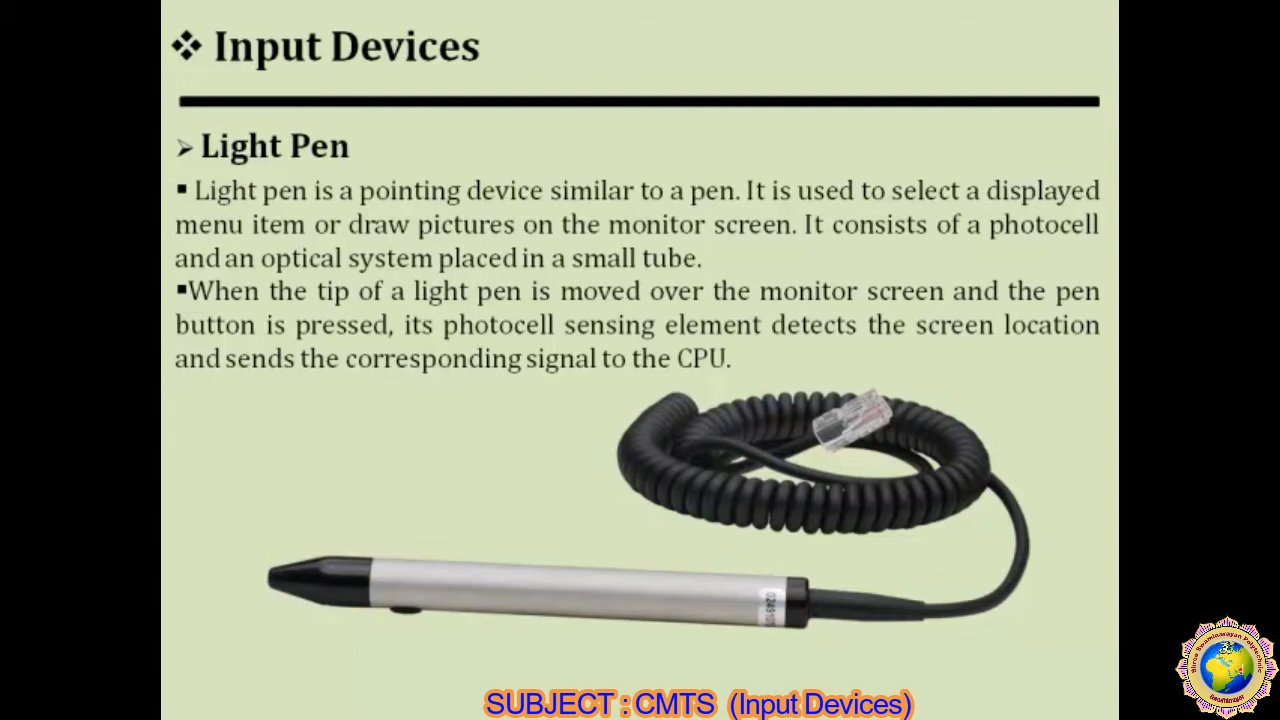 ❖ Input Devices
➢ Light Pen
▪ Light pen is a pointing device similar to a pen. It is used to select a displayed
menu item or draw pictures on the monitor screen. It consists of a photocell
and an optical system placed in a small tube.
▪When the tip of a light pen is moved over the monitor screen and the pen
button is pressed, its photocell sensing element detects the screen location
and sends the corresponding signal to the CPU.
SUBJECT : CMTS (Input Devices)